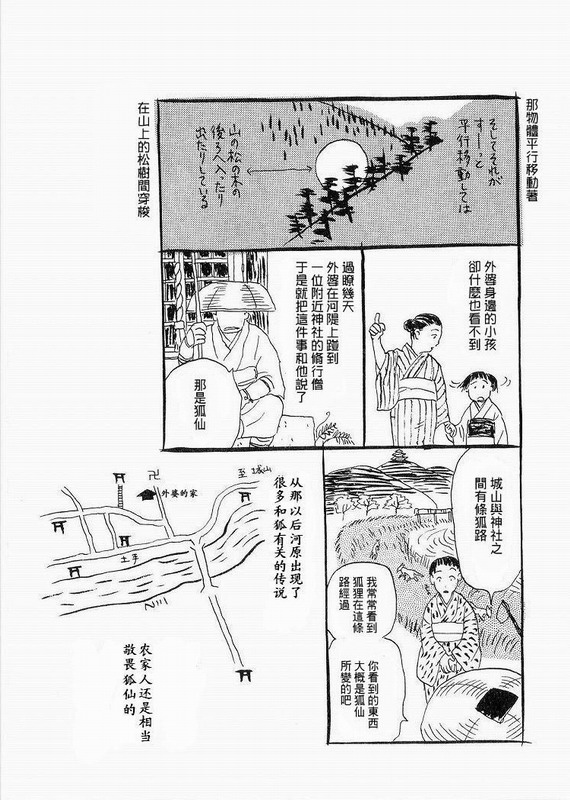 那物體平行移動著
そしてそれが
すーーっと
平行移動しては
山の松の木の
後ろへ入ったり
出たりしている
在山上的松樹間穿梭
外婆身邊的小孩
卻什麼也看不到
過瞭幾天
外婆在河隄上碰到
一位附近神社的脩行僧
于是就把這件事和他說了
那是狐仙
城山與神社之
間有條狐路
我常常看到
狐狸在這條
路經過
你看到的東西
大概是狐仙
所變的吧
从那以后河原出现了
很多和狐有关的传说
至城山
卍
外婆的家
土手
N川
农家人还是相当
敬畏狐仙的